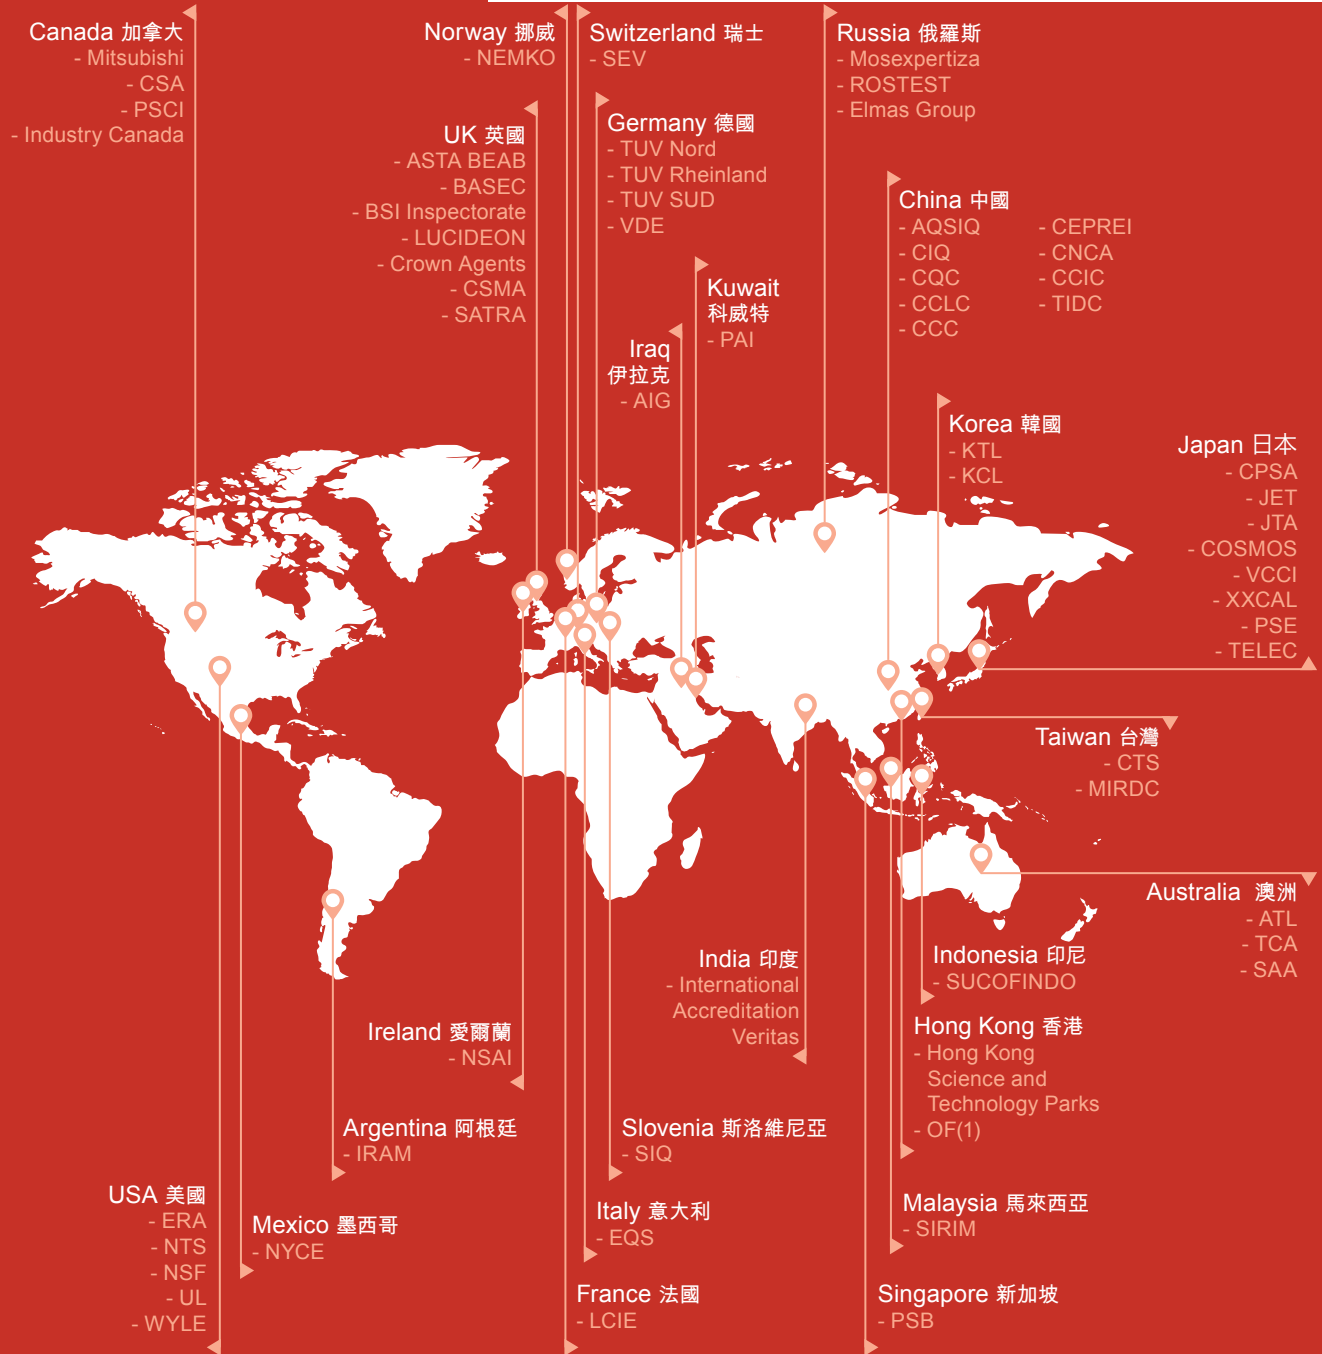 Canada 加拿大
- Mitsubishi
- CSA
- PSCI
- Industry Canada
Norway 挪威
- NEMKO
Switzerland 瑞士
- SEV
Russia 俄羅斯
- Mosexpertiza
- ROSTEST
- Elmas Group
UK 英國
- ASTA BEAB
- BASEC
- BSI Inspectorate
- LUCIDEON
- Crown Agents
- CSMA
- SATRA
Germany 德國
- TUV Nord
- TUV Rheinland
- TUV SUD
- VDE
China 中國
- AQSIQ
- CIQ
- CQC
- CCLC
- CCC
- CEPREI
- CNCA
- CCIC
- TIDC
Kuwait
科威特
- PAI
Iraq
伊拉克
- AIG
Korea 韓國
- KTL
- KCL
Japan 日本
- CPSA
- JET
- JTA
- COSMOS
- VCCI
- XXCAL
- PSE
- TELEC
Taiwan 台灣
- CTS
- MIRDC
Australia 澳洲
- ATL
- TCA
- SAA
India 印度
- International
Accreditation
Veritas
Indonesia 印尼
- SUCOFINDO
Hong Kong 香港
- Hong Kong
Science and
Technology Parks
- OF(1)
Ireland 愛爾蘭
- NSAI
Argentina 阿根廷
- IRAM
Slovenia 斯洛維尼亞
- SIQ
USA 美國
- ERA
- NTS
- NSF
- UL
- WYLE
Mexico 墨西哥
- NYCE
Italy 意大利
- EQS
Malaysia 馬來西亞
- SIRIM
France 法國
- LCIE
Singapore 新加坡
- PSB